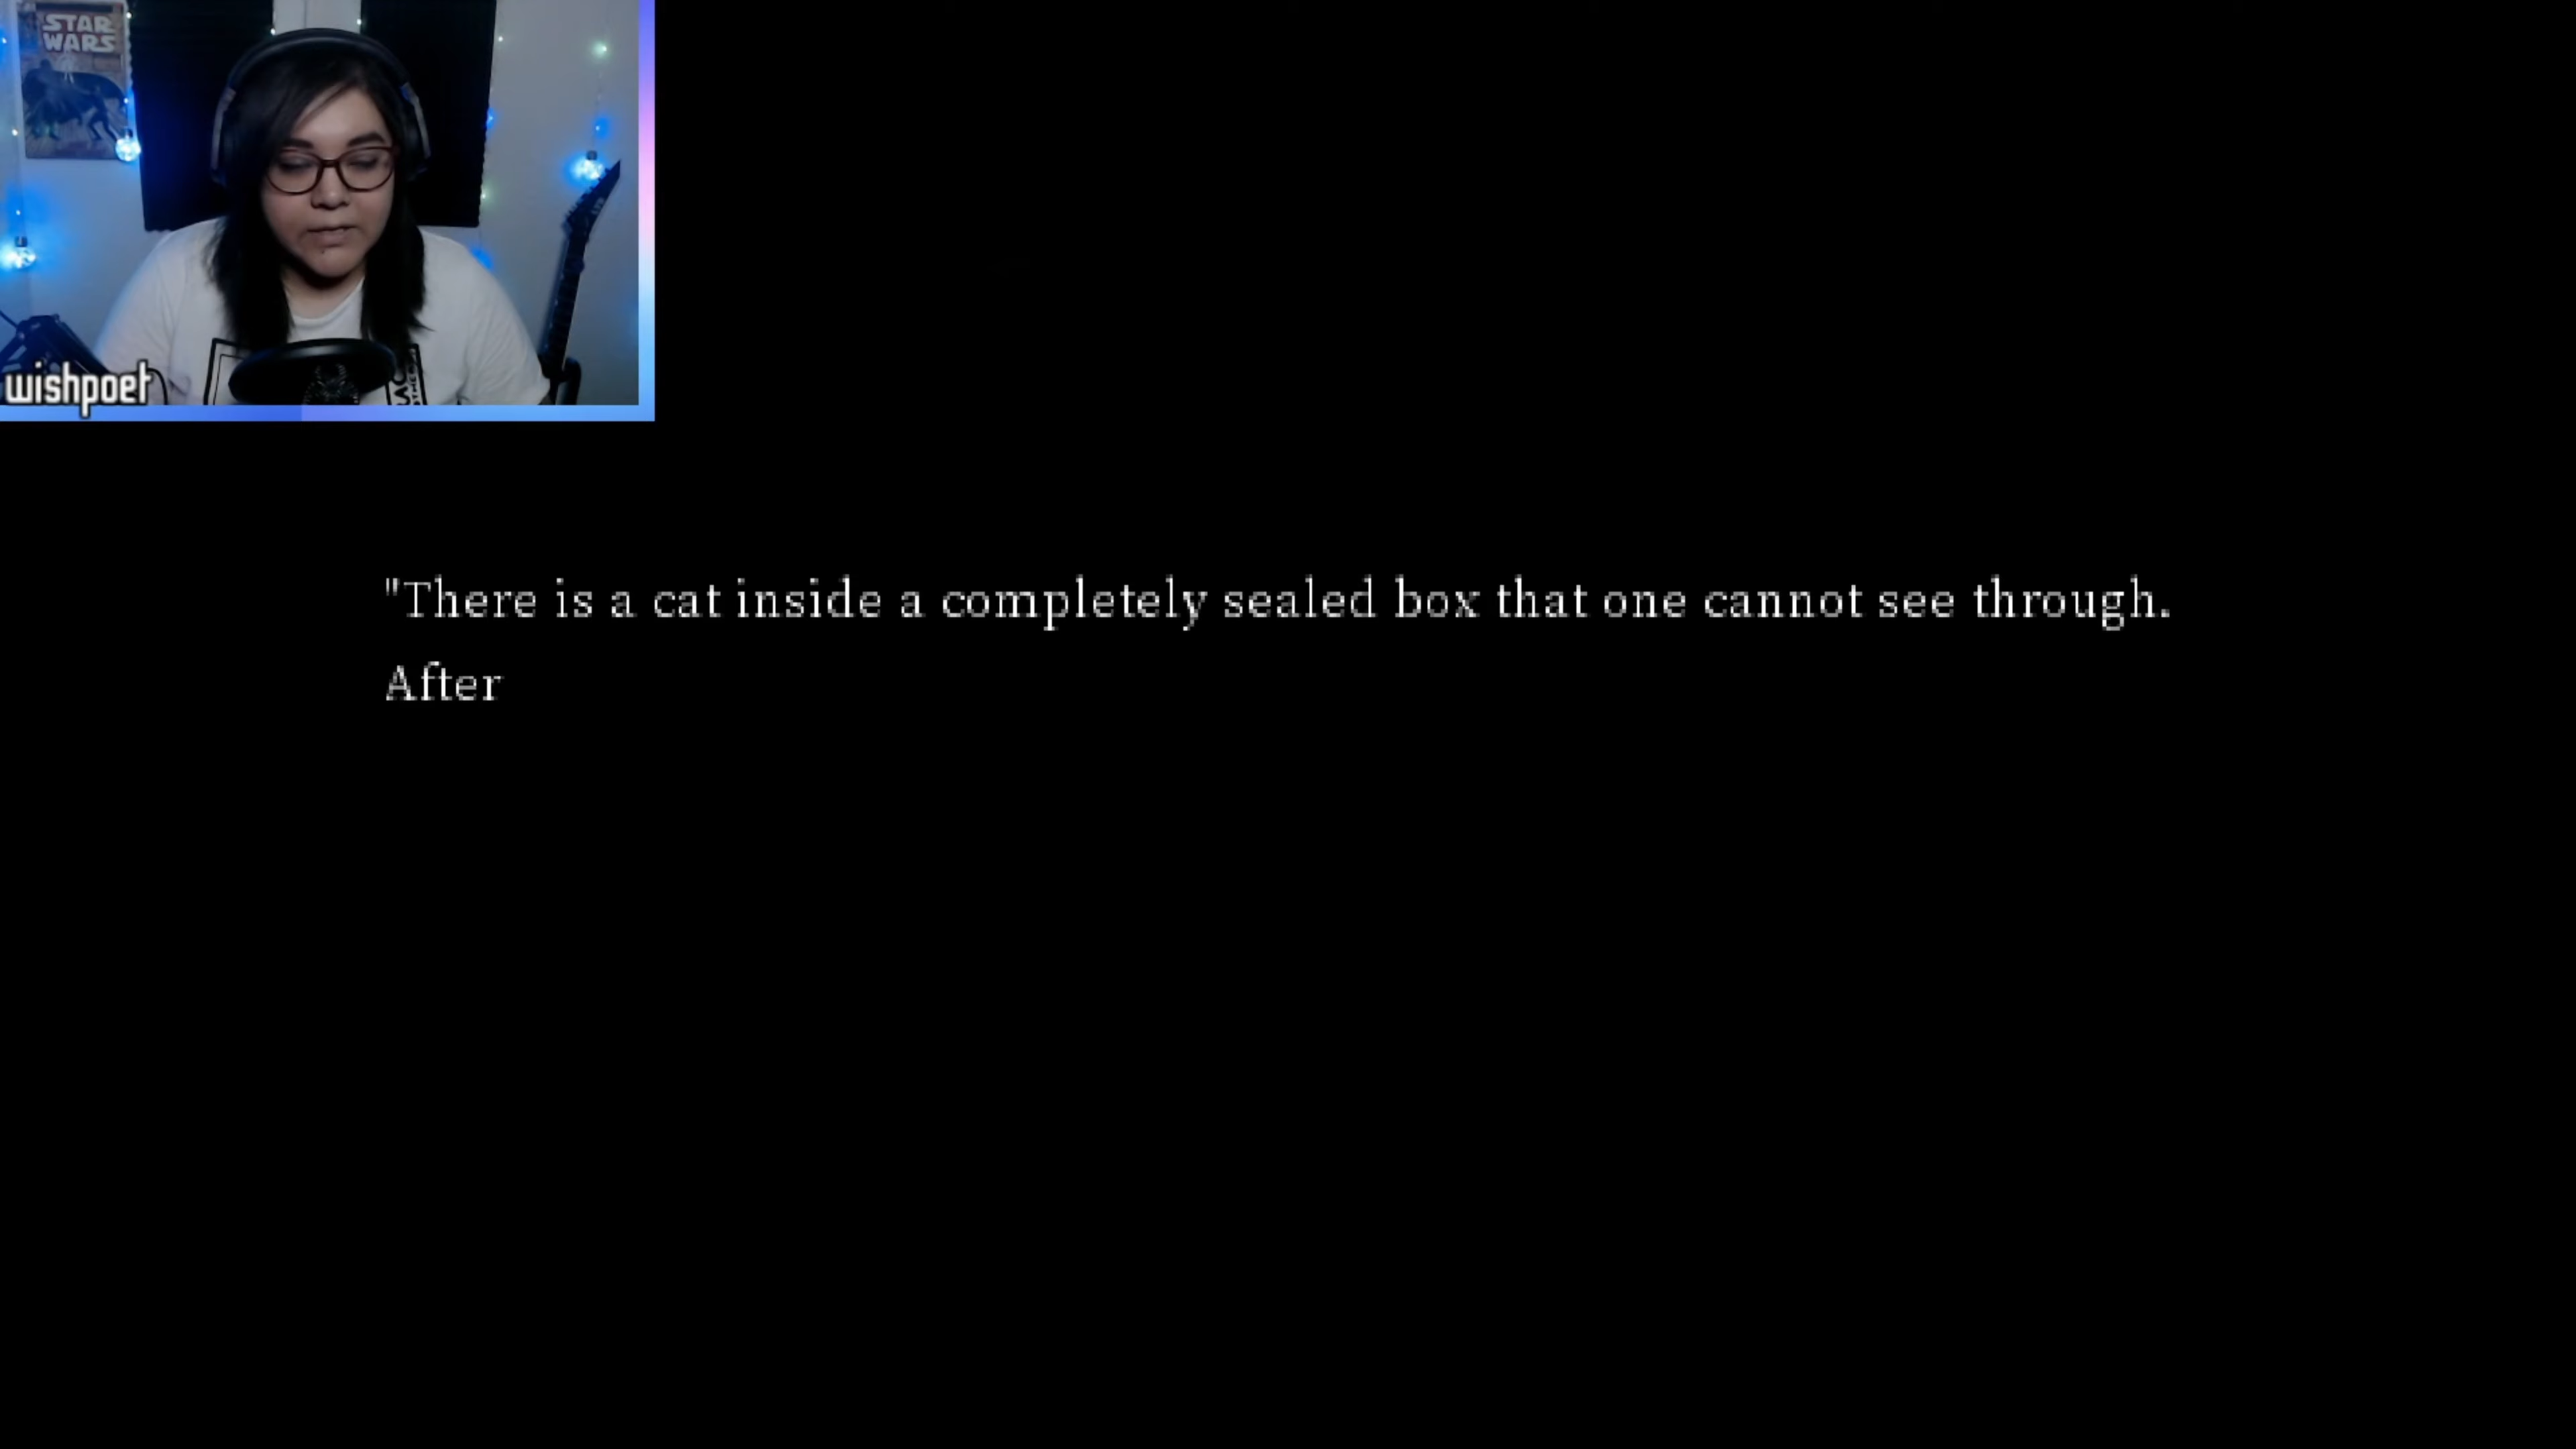 STAR
WARS
wishpoet
"There is a cat inside a completely sealed box that one cannot see through.
After